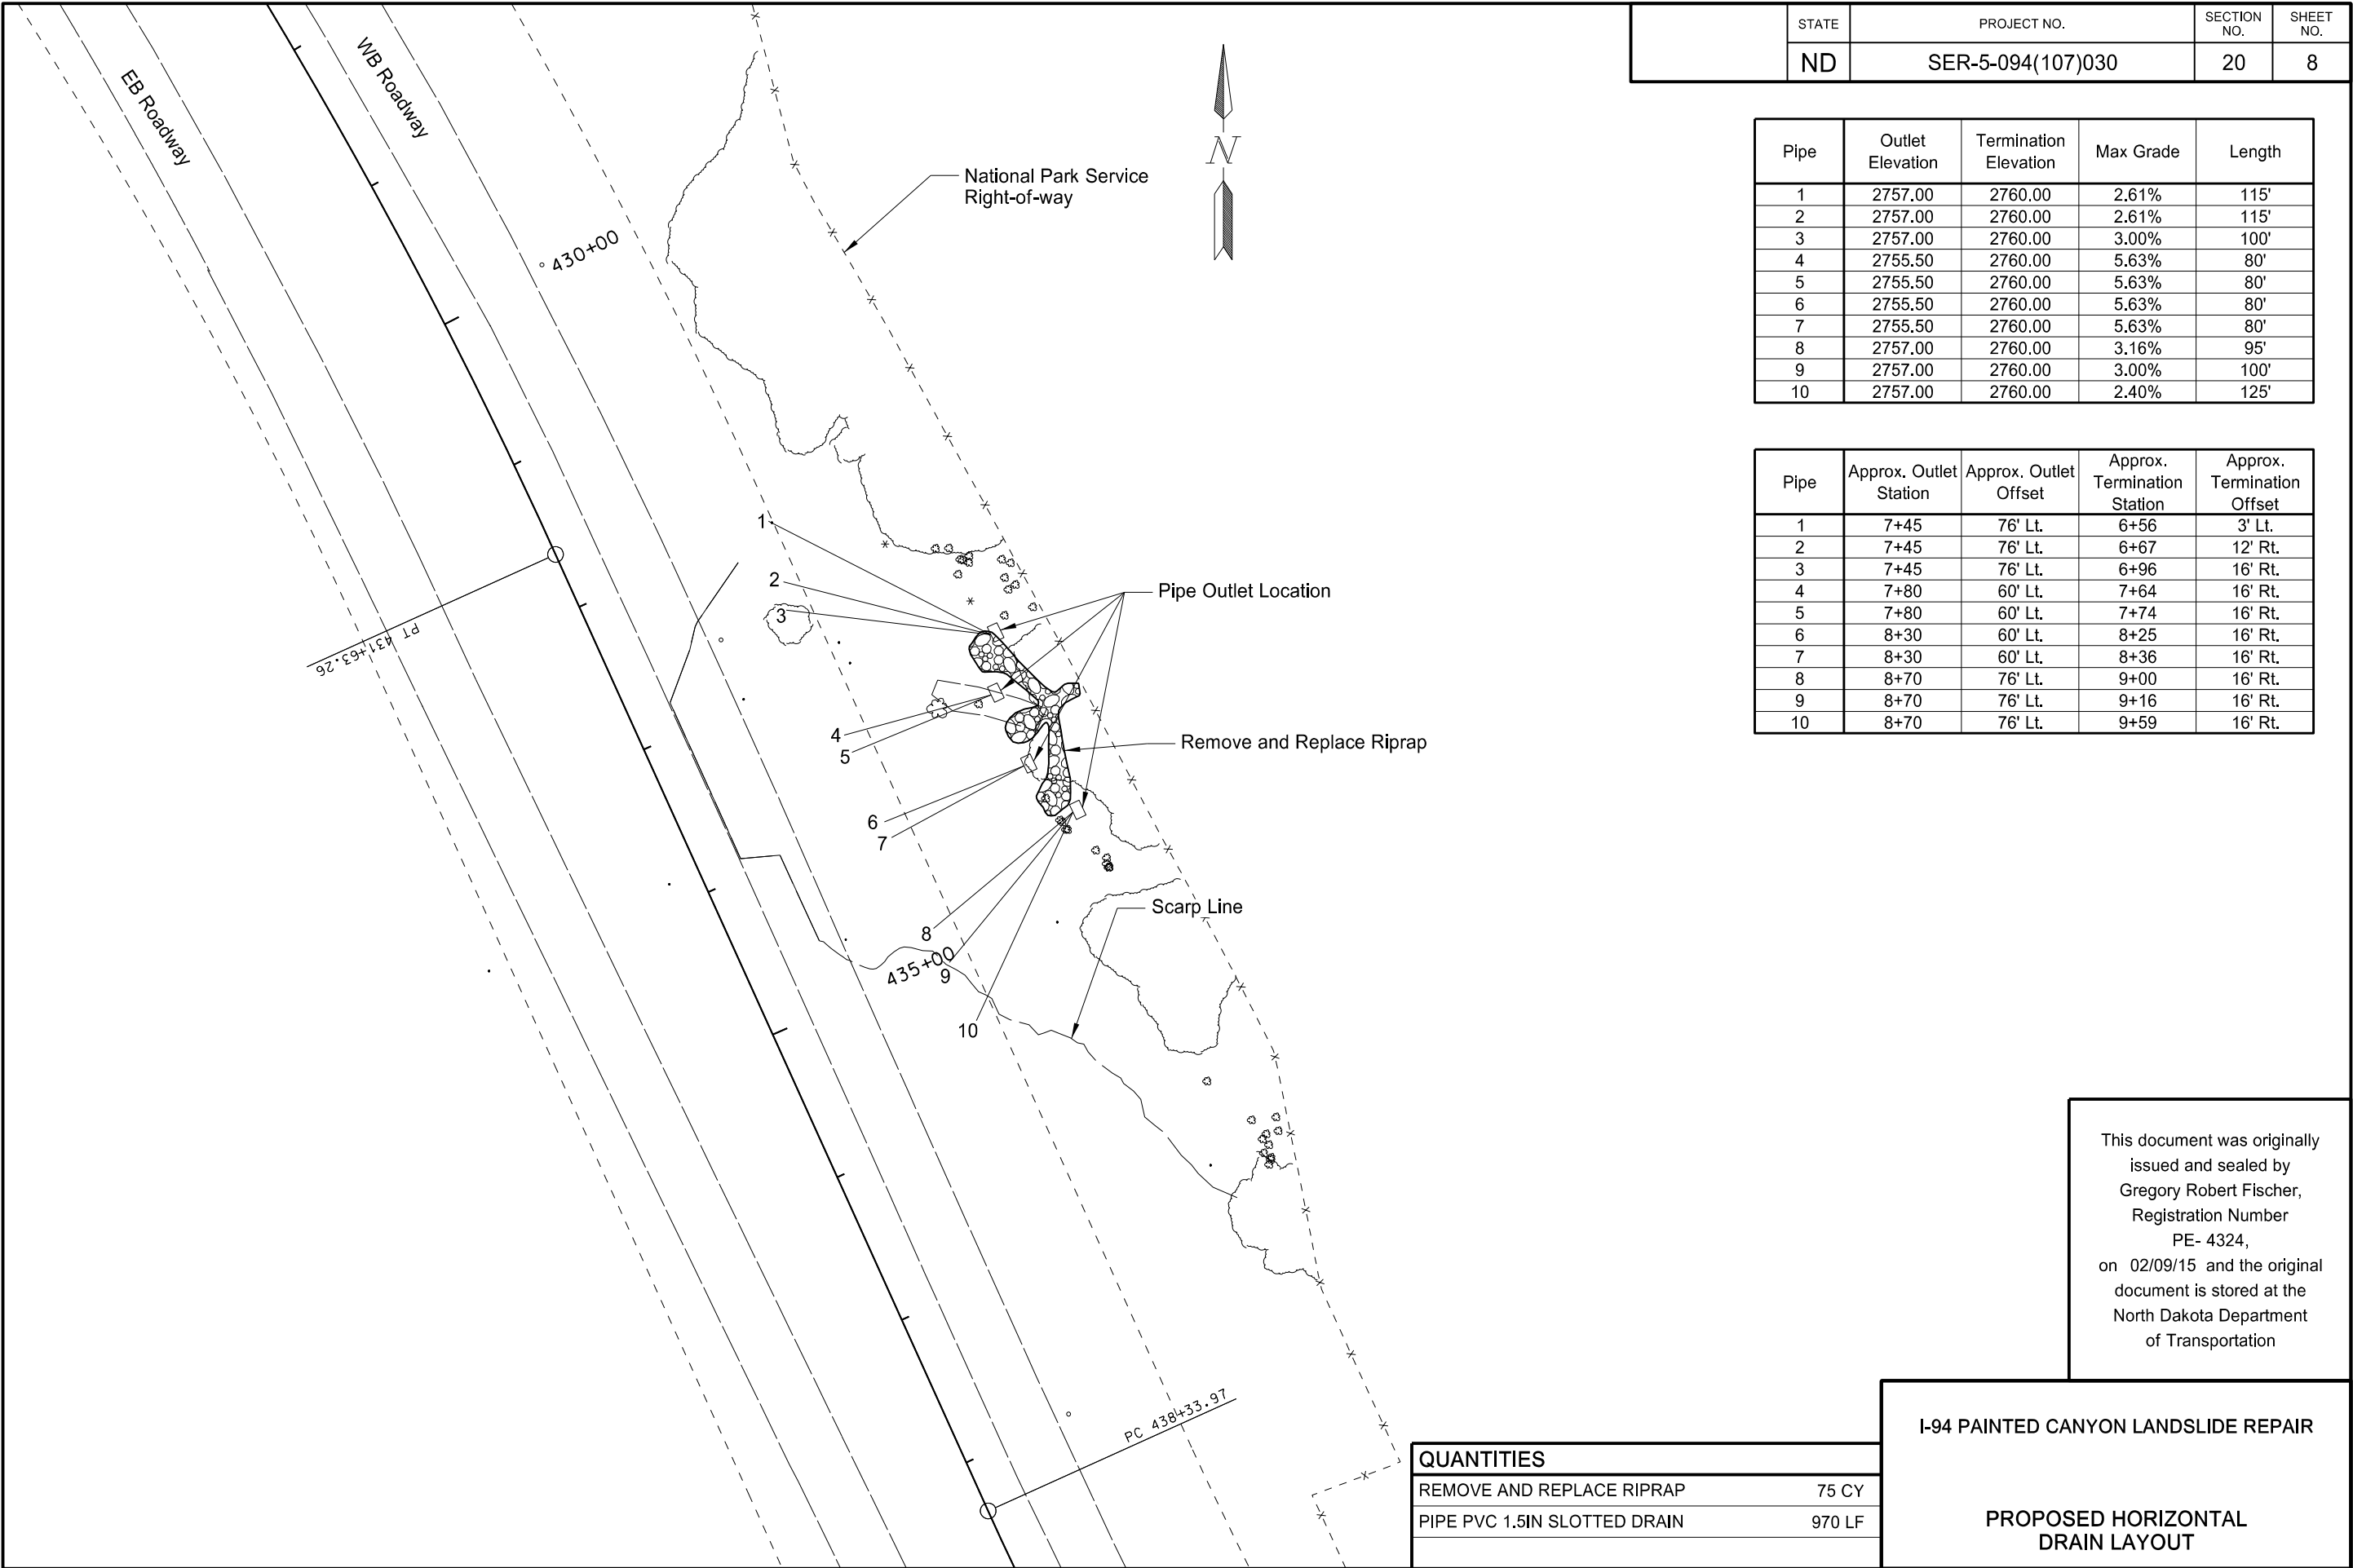 STATE PROJECT NO. SECTION NO. SHEET NO.
ND SER-5-094(107)030 20 8
EB Roadway
WB Roadway
430+00
National Park Service
Right-of-way
N
Pipe Outlet Elevation Termination Elevation Max Grade Length
1 2757.00 2760.00 2.61% 115'
2 2757.00 2760.00 2.61% 115'
3 2757.00 2760.00 3.00% 100'
4 2755.50 2760.00 5.63% 80'
5 2755.50 2760.00 5.63% 80'
6 2755.50 2760.00 5.63% 80'
7 2755.50 2760.00 5.63% 80'
8 2757.00 2760.00 3.16% 95'
9 2757.00 2760.00 3.00% 100'
10 2757.00 2760.00 2.40% 125'
Pipe Approx. Outlet Station Approx. Outlet Offset Approx. Termination Station Approx. Termination Offset
1 7+45 76' Lt. 6+56 3' Lt.
2 7+45 76' Lt. 6+67 12' Rt.
3 7+45 76' Lt. 6+96 16' Rt.
4 7+80 60' Lt. 7+64 16' Rt.
5 7+80 60' Lt. 7+74 16' Rt.
6 8+30 60' Lt. 8+25 16' Rt.
7 8+30 60' Lt. 8+36 16' Rt.
8 8+70 76' Lt. 9+00 16' Rt.
9 8+70 76' Lt. 9+16 16' Rt.
10 8+70 76' Lt. 9+59 16' Rt.
1
2
3
Pipe Outlet Location
PT 431+63.26
4
5
Remove and Replace Riprap
6
7
Scarp Line
8
435+00
9
10
PC 438+33.97
This document was originally
issued and sealed by
Gregory Robert Fischer,
Registration Number
PE- 4324,
on 02/09/15 and the original
document is stored at the
North Dakota Department
of Transportation
I-94 PAINTED CANYON LANDSLIDE REPAIR
PROPOSED HORIZONTAL
DRAIN LAYOUT
QUANTITIES
REMOVE AND REPLACE RIPRAP 75 CY
PIPE PVC 1.5IN SLOTTED DRAIN 970 LF